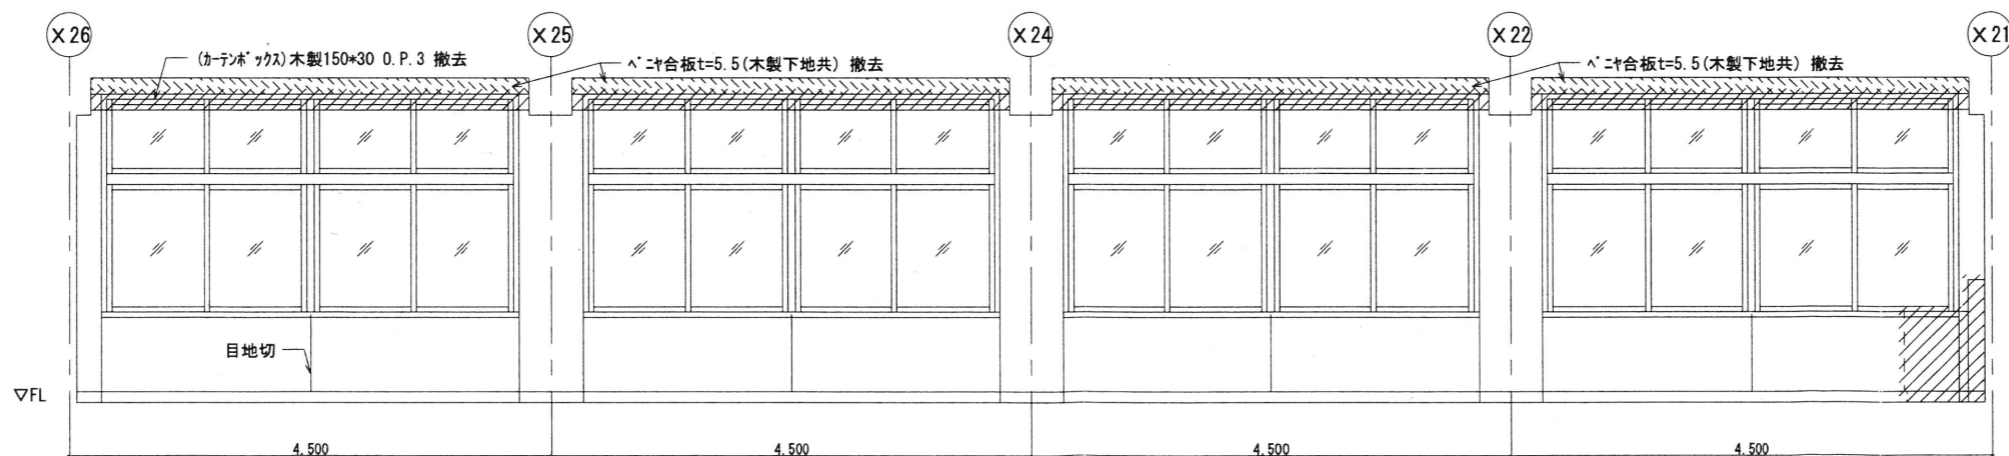 X26
X25
X24
X22
X21
(カーテンボックス)木製150*30 O.P.3 撤去
ベニヤ合板t=5.5(木製下地共) 撤去
ベニヤ合板t=5.5(木製下地共) 撤去
目地切
▽FL
4,500
4,500
4,500
4,500